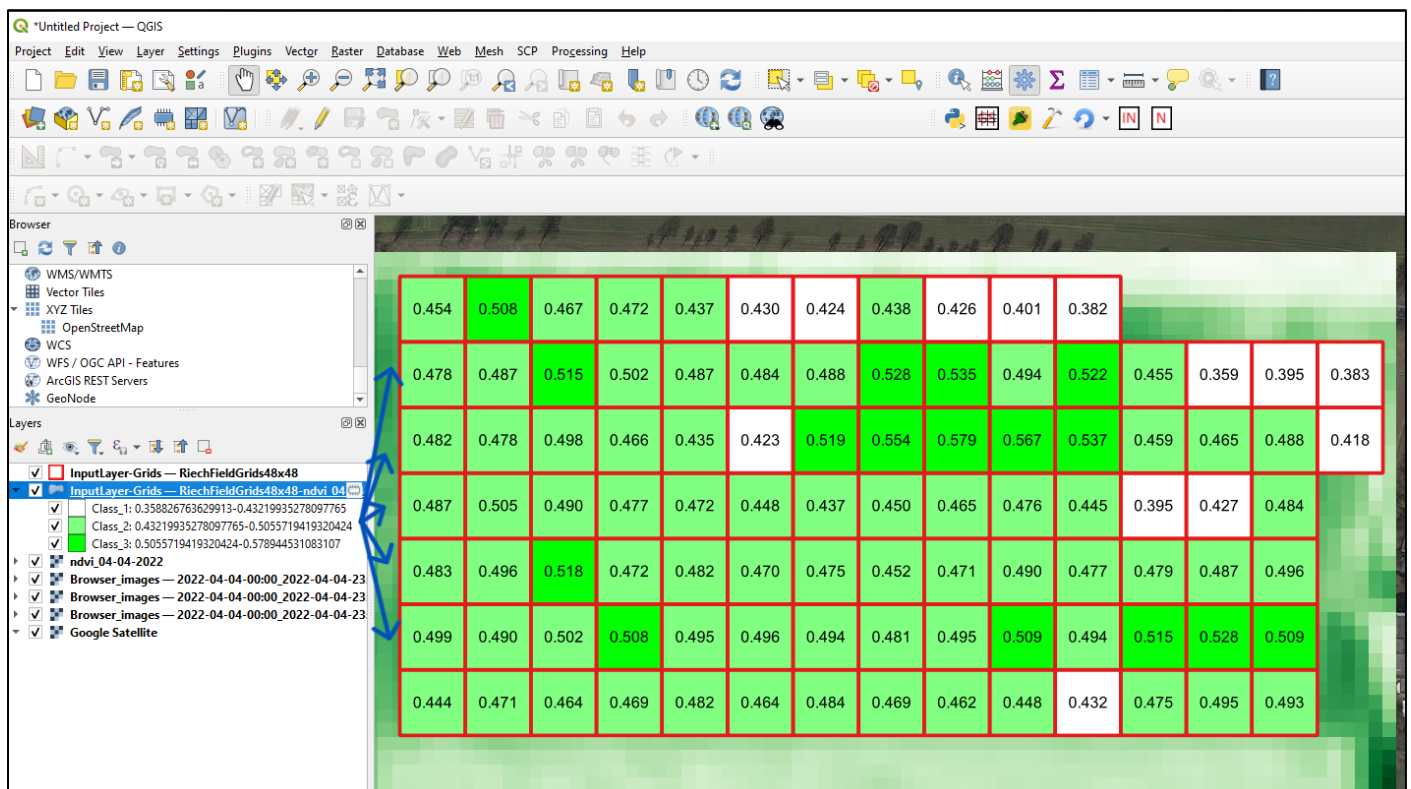 *Untitled Project — QGIS
Project Edit View Layer Settings Plugins Vector Raster Database Web Mesh SCP Processing Help
IN N
Browser
WMS/WMTS
Vector Tiles
XYZ Tiles
OpenStreetMap
WCS
WFS / OGC API - Features
ArcGIS REST Servers
GeoNode
Layers
InputLayer-Grids — RiechFieldGrids48x48
InputLayer-Grids — RiechFieldGrids48x48-ndvi_04
Class_1: 0.358826763629913-0.43219935278097765
Class_2: 0.43219935278097765-0.5055719419320424
Class_3: 0.5055719419320424-0.578944531083107
ndvi_04-04-2022
Browser_images — 2022-04-04-00:00_2022-04-04-23
Browser_images — 2022-04-04-00:00_2022-04-04-23
Browser_images — 2022-04-04-00:00_2022-04-04-23
Google Satellite
0.454 0.508 0.467 0.472 0.437 0.430 0.424 0.438 0.426 0.401 0.382
0.478 0.487 0.515 0.502 0.487 0.484 0.488 0.528 0.535 0.494 0.522 0.455 0.359 0.395 0.383
0.482 0.478 0.498 0.466 0.435 0.423 0.519 0.554 0.579 0.567 0.537 0.459 0.465 0.488 0.418
0.487 0.505 0.490 0.477 0.472 0.448 0.437 0.450 0.465 0.476 0.445 0.395 0.427 0.484
0.483 0.496 0.518 0.472 0.482 0.470 0.475 0.452 0.471 0.490 0.477 0.479 0.487 0.496
0.499 0.490 0.502 0.508 0.495 0.496 0.494 0.481 0.495 0.509 0.494 0.515 0.528 0.509
0.444 0.471 0.464 0.469 0.482 0.464 0.484 0.469 0.462 0.448 0.432 0.475 0.495 0.493